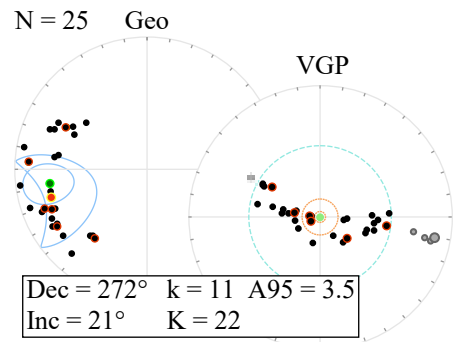 N = 25 Geo
VGP
Dec = 272° k = 11 A95 = 3.5
Inc = 21° K = 22